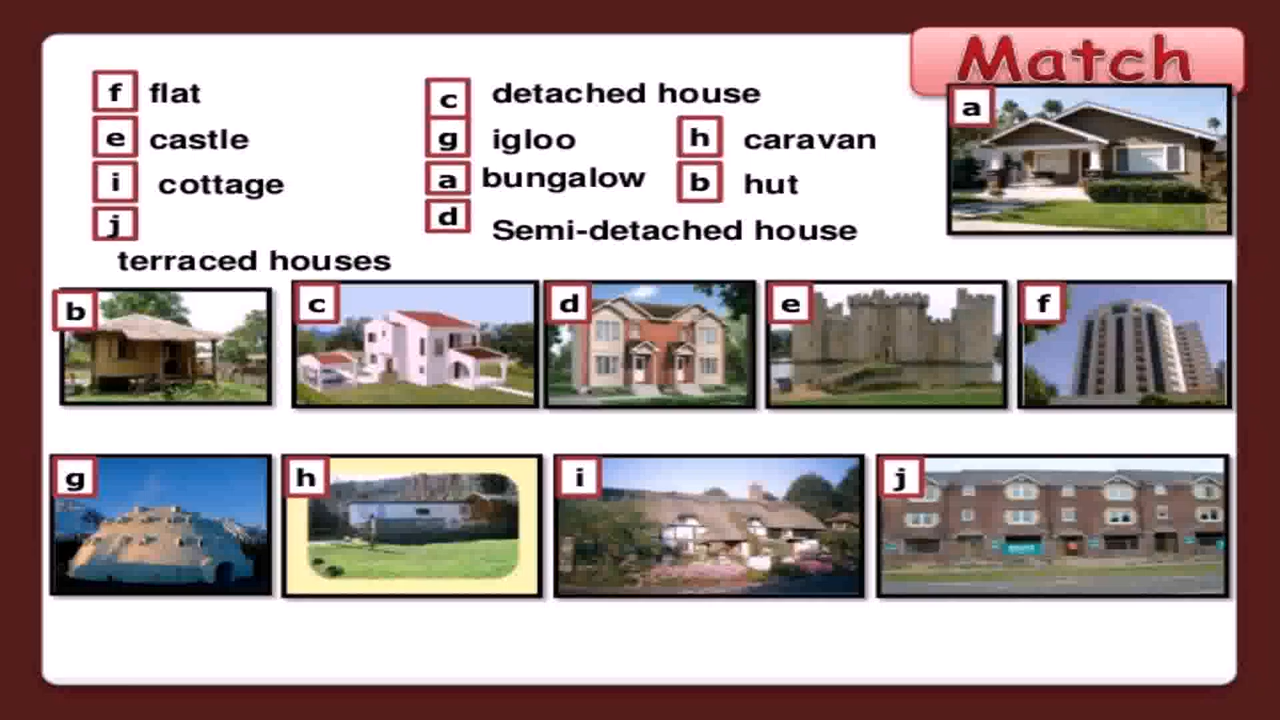 Match
f flat
e castle
i cottage
j
terraced houses
c detached house
g igloo
a bungalow
d Semi-detached house
h caravan
b hut
a
b
c
d
e
f
g
h
i
j